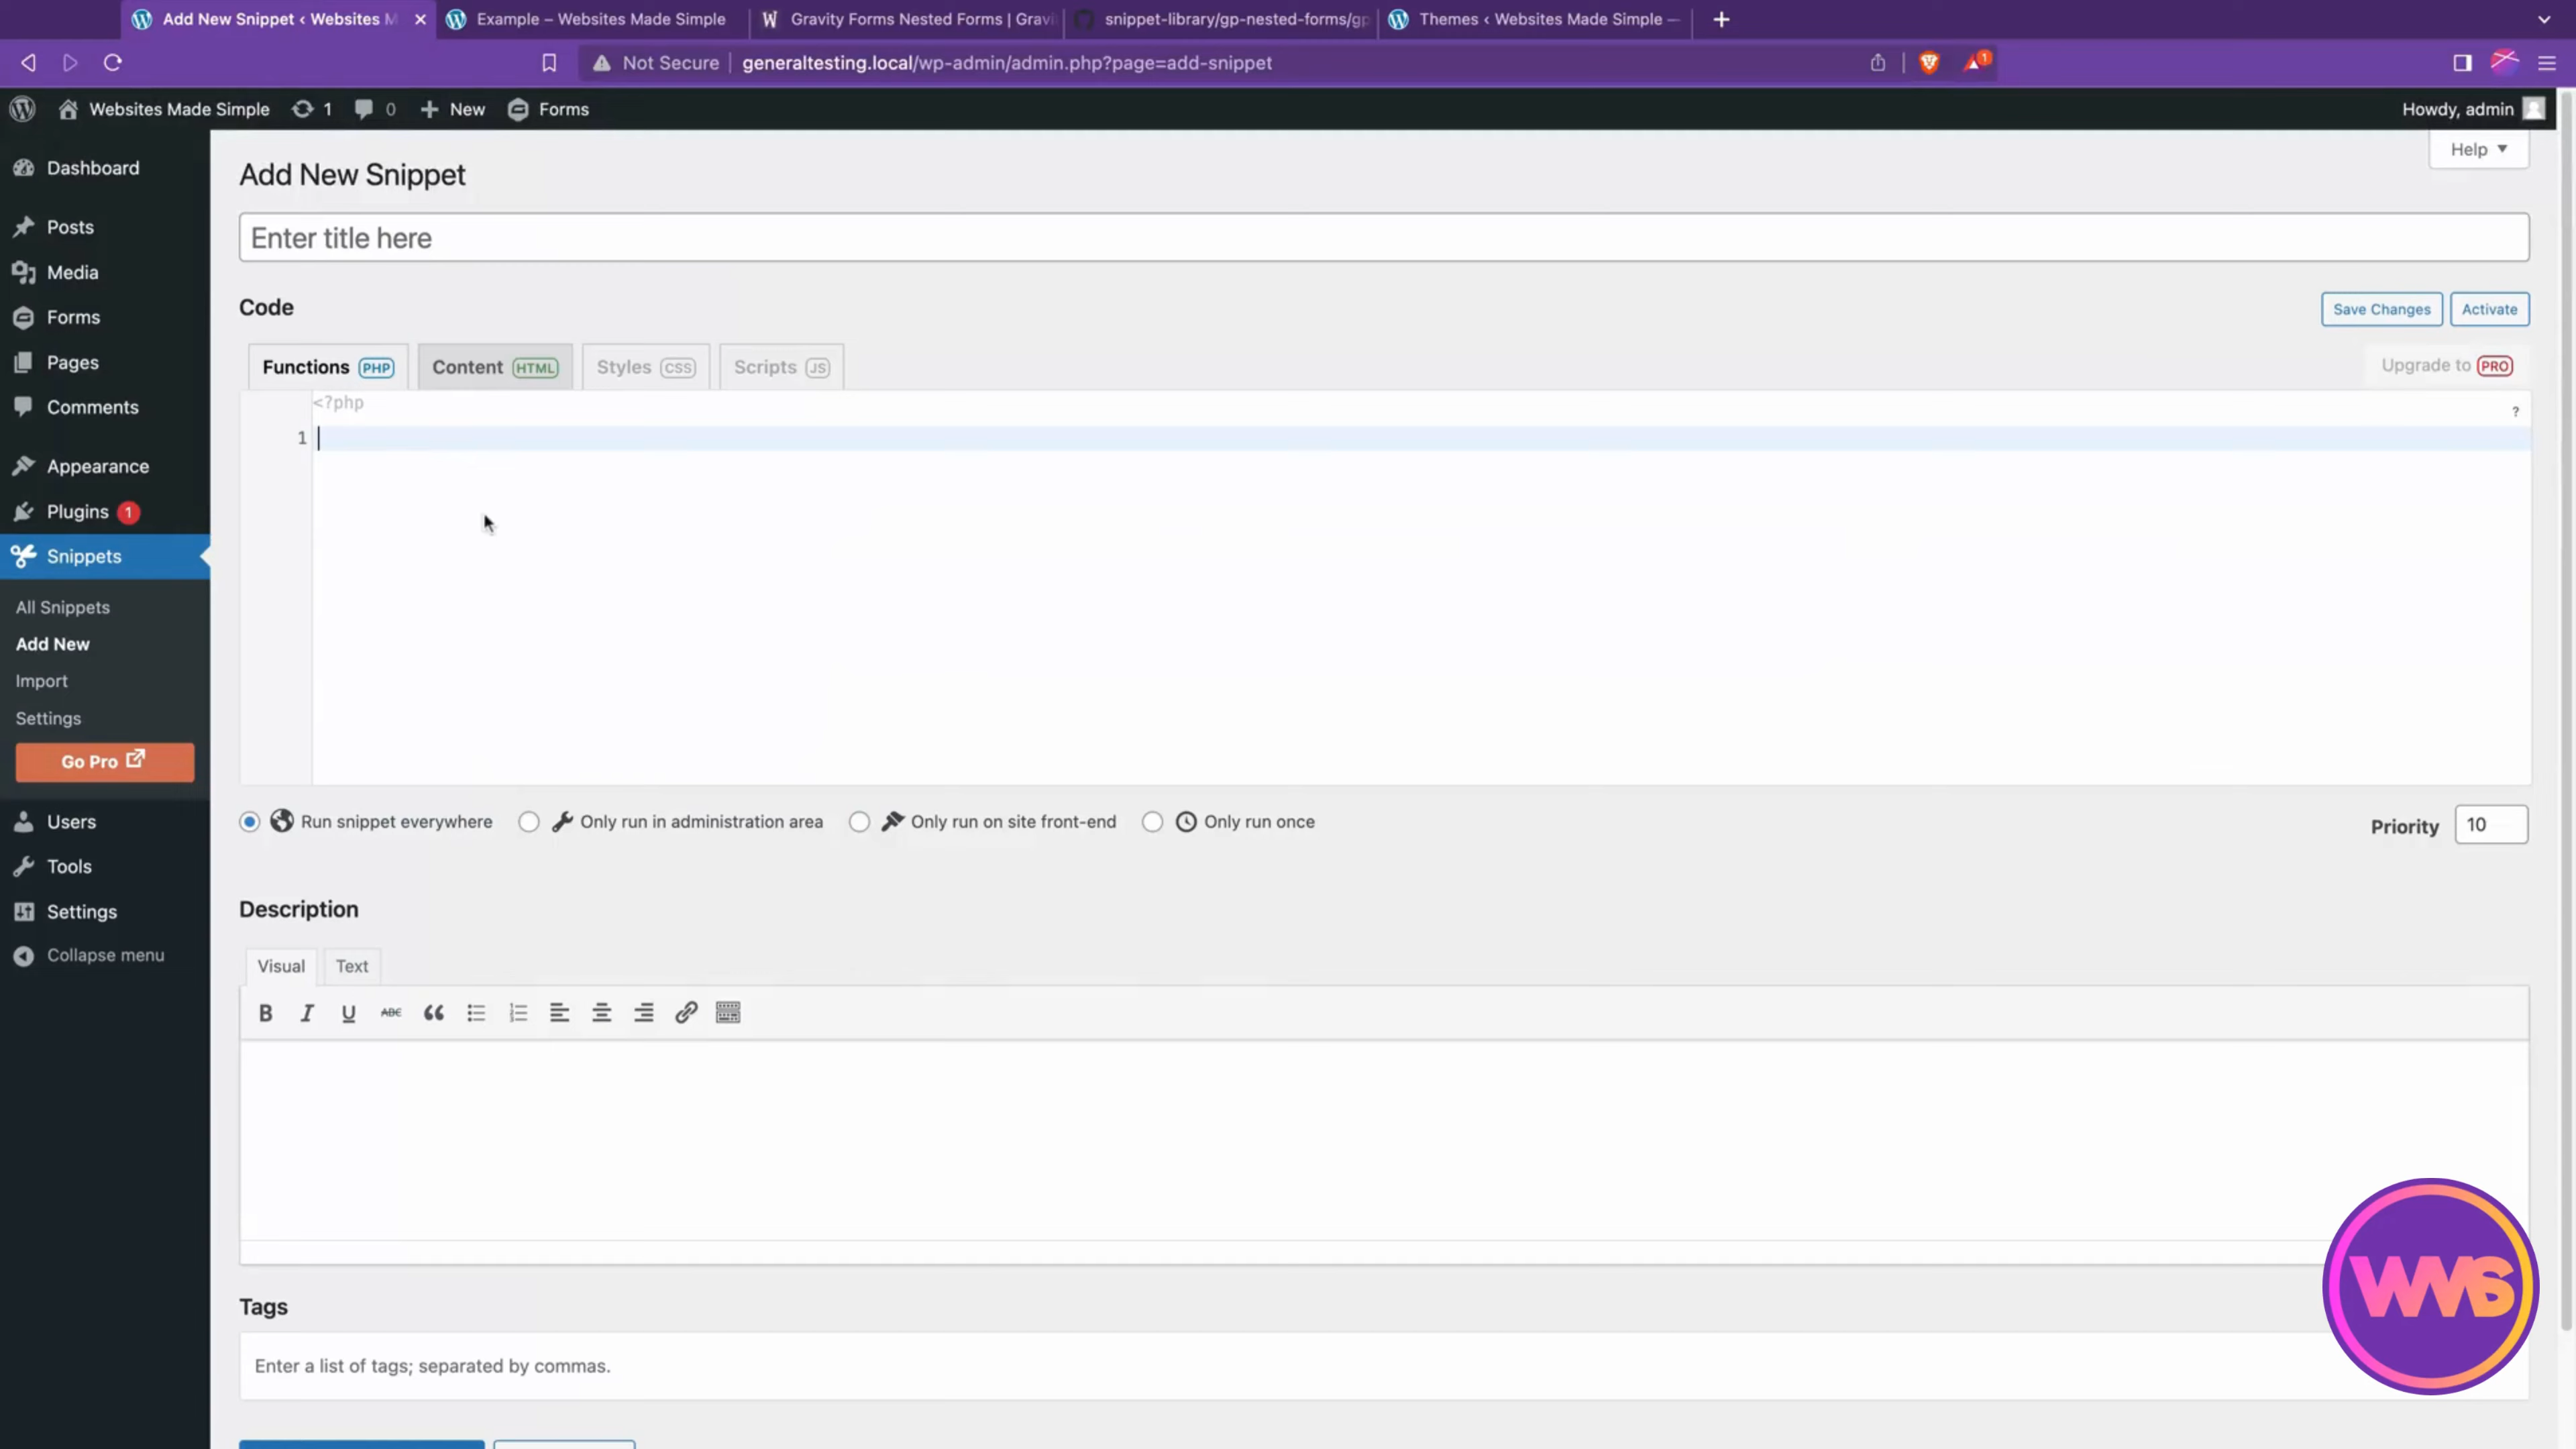 Add New Snippet ‹ Websites M
Example – Websites Made Simple
Gravity Forms Nested Forms | Gravi
snippet-library/gp-nested-forms/gp
Themes ‹ Websites Made Simple —
Not Secure
generaltesting.local/wp-admin/admin.php?page=add-snippet
1
Websites Made Simple
1
0
New
Forms
Howdy, admin
Dashboard
Posts
Media
Forms
Pages
Comments
Appearance
Plugins 1
Snippets
All Snippets
Add New
Import
Settings
Go Pro
Users
Tools
Settings
Collapse menu
Help
Add New Snippet
Enter title here
Code
Save Changes
Activate
Functions PHP
Content HTML
Styles CSS
Scripts JS
Upgrade to PRO
<?php
?
1
Run snippet everywhere
Only run in administration area
Only run on site front-end
Only run once
Priority 10
Description
Visual
Text
B I U ABC
Tags
Enter a list of tags; separated by commas.
WMS